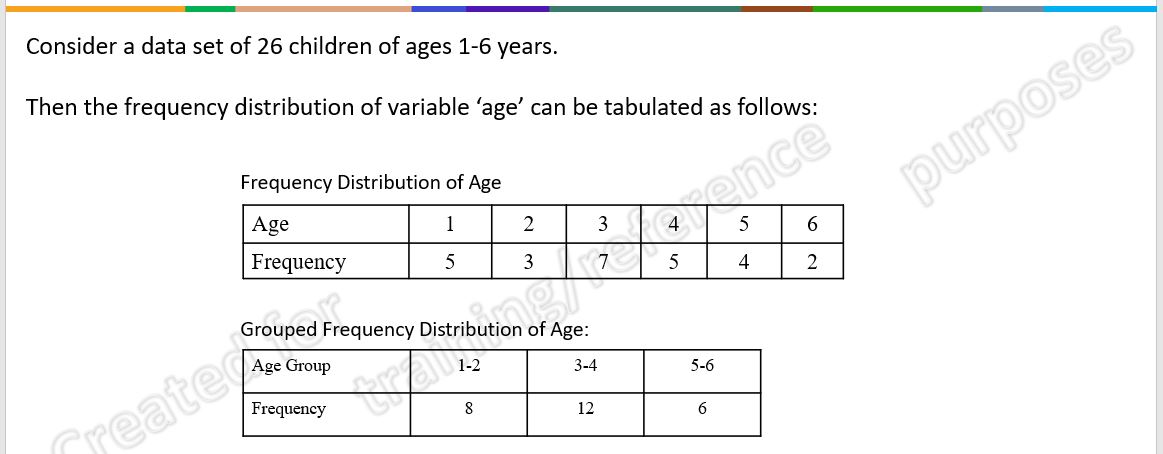 Consider a data set of 26 children of ages 1-6 years.
Then the frequency distribution of variable ‘age’ can be tabulated as follows:
Frequency Distribution of Age
Age 1 2 3 4 5 6
Frequency 5 3 7 5 4 2
Grouped Frequency Distribution of Age:
Age Group 1-2 3-4 5-6
Frequency 8 12 6
Created for
training/reference
purposes